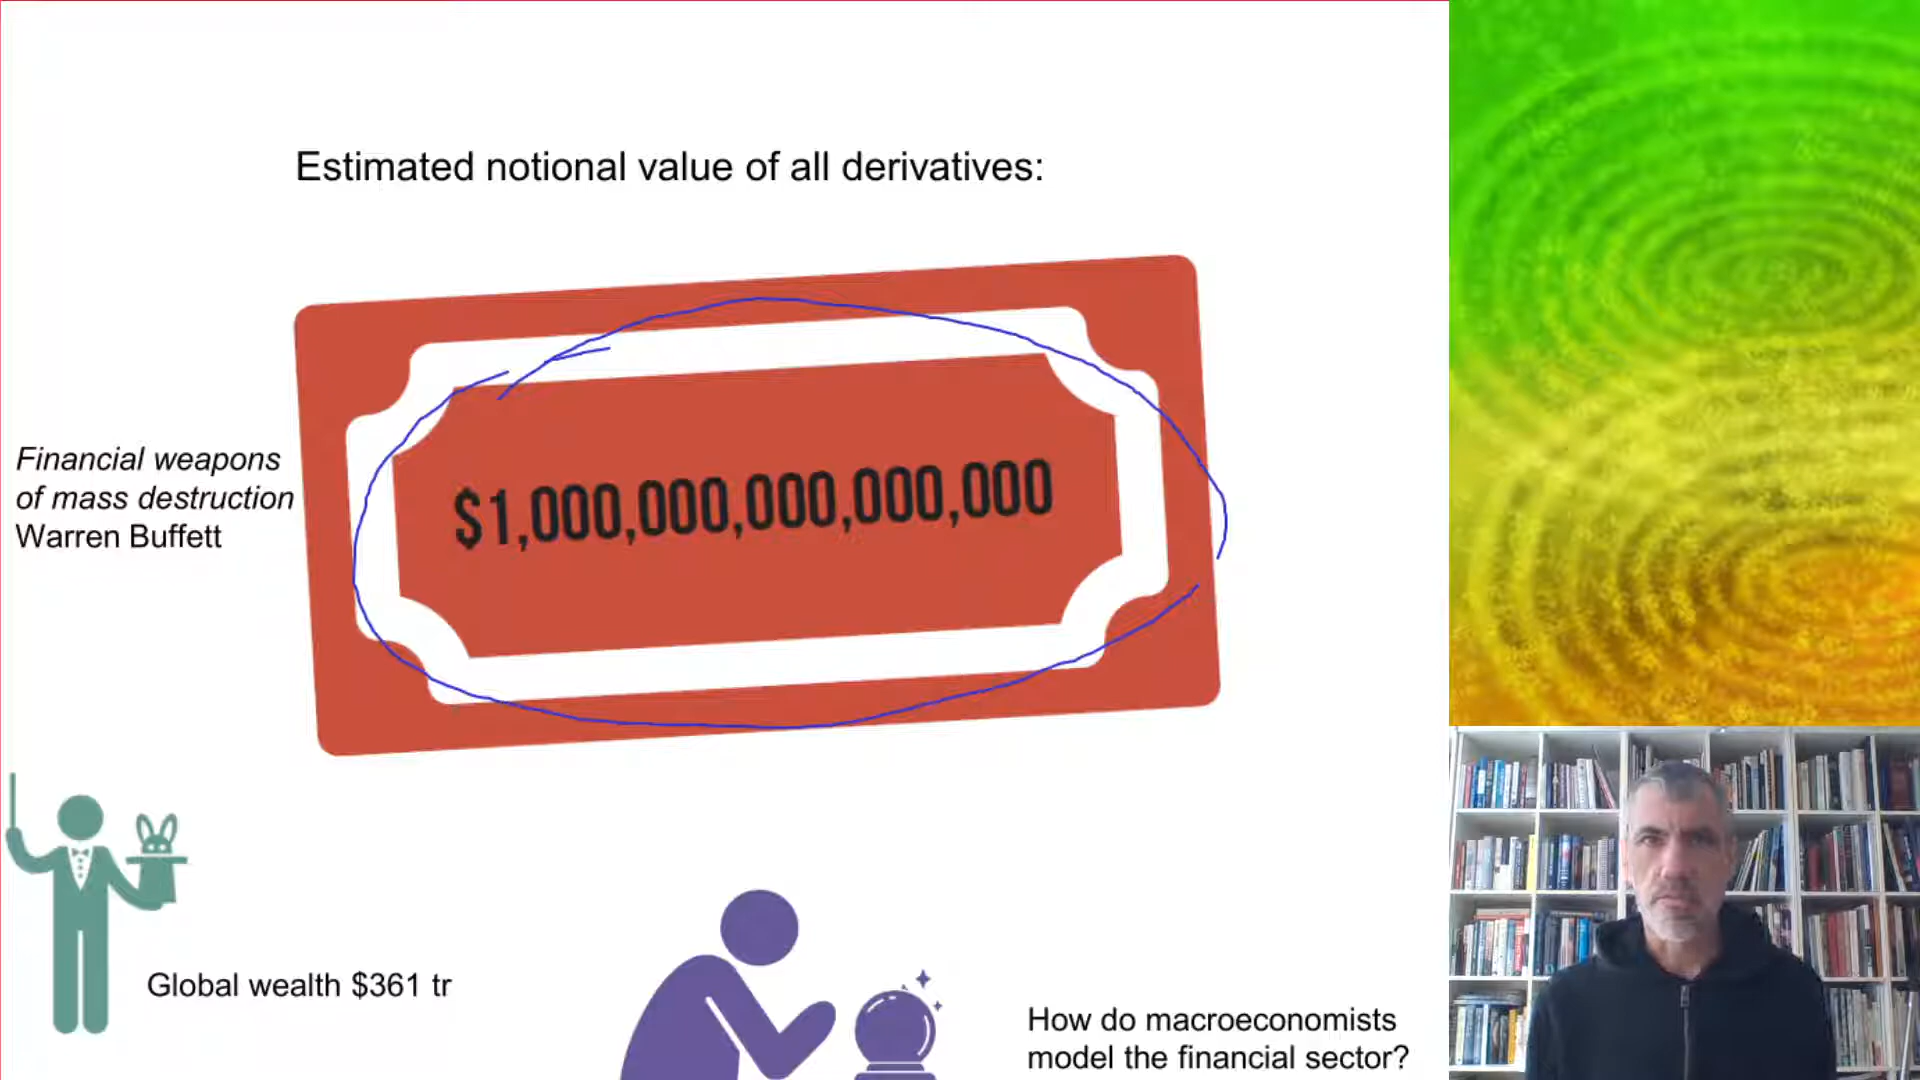 Estimated notional value of all derivatives:
$1,000,000,000,000,000
Financial weapons
of mass destruction
Warren Buffett
Global wealth $361 tr
How do macroeconomists
model the financial sector?